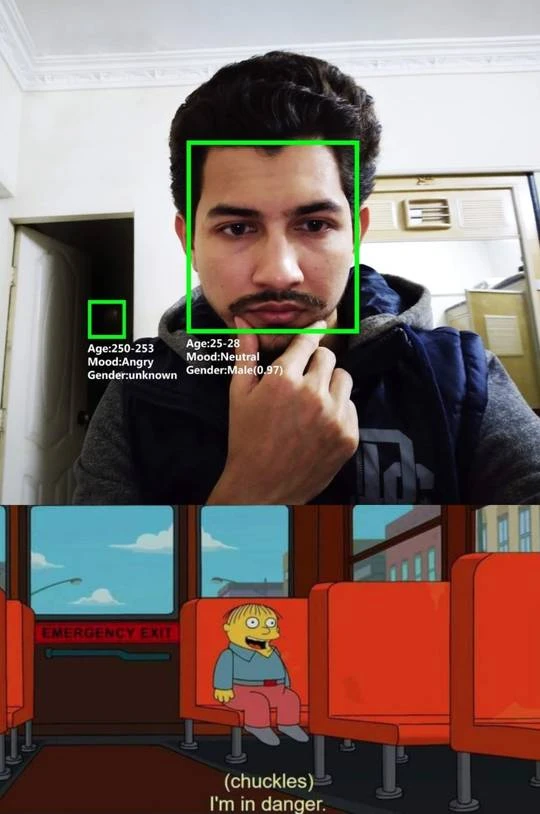 Age:250-253
Mood:Angry
Gender:unknown
Age:25-28
Mood:Neutral
Gender:Male(0.97)
EMERGENCY EXIT
(chuckles)
I'm in danger.